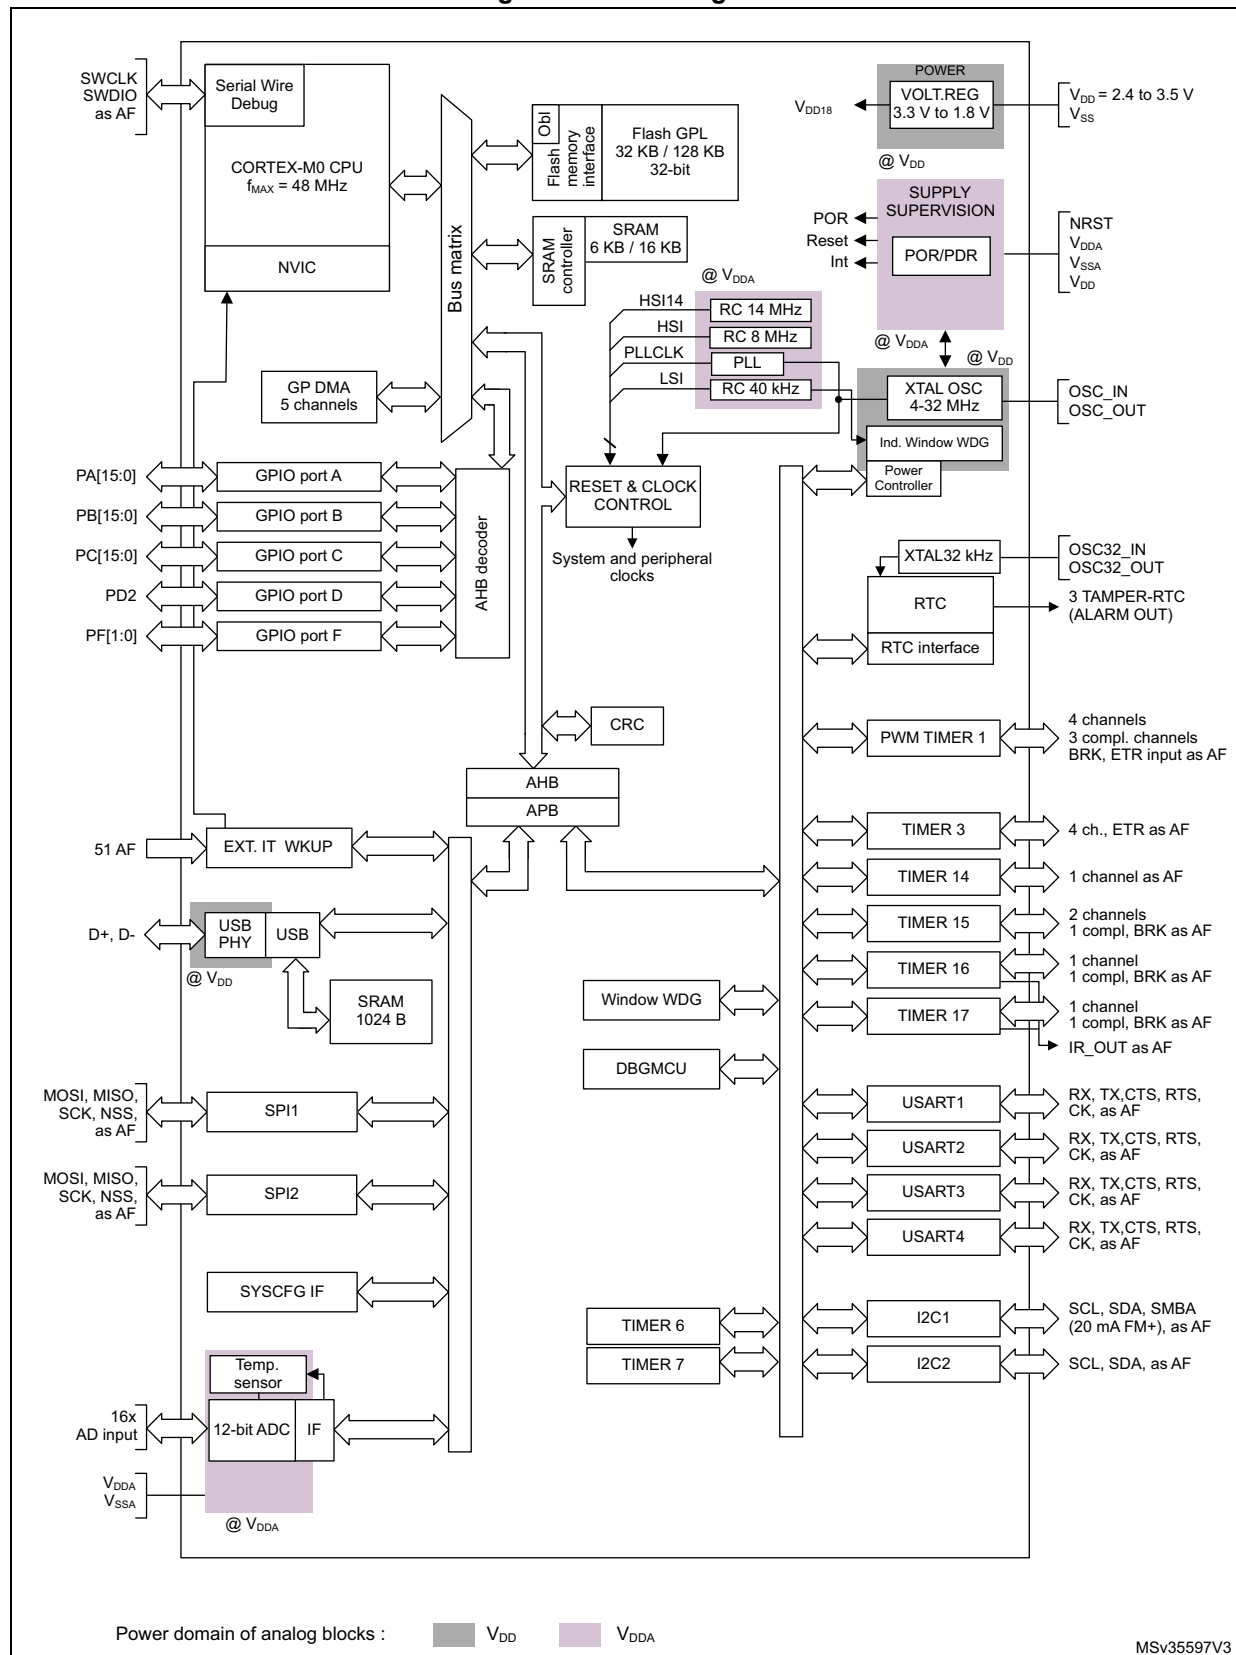 SWCLK
SWDIO
as AF
Serial Wire
Debug
CORTEX-M0 CPU
fMAX = 48 MHz
NVIC
Bus matrix
Obl
Flash
memory
interface
Flash GPL
32 KB / 128 KB
32-bit
SRAM
controller
SRAM
6 KB / 16 KB
POWER
VOLT.REG
3.3 V to 1.8 V
VDD18
VDD = 2.4 to 3.5 V
VSS
@ VDD
SUPPLY
SUPERVISION
POR
Reset
Int
POR/PDR
NRST
VDDA
VSSA
VDD
@ VDDA
HSI14
RC 14 MHz
HSI
RC 8 MHz
PLLCLK
PLL
LSI
RC 40 kHz
@ VDDA
@ VDD
XTAL OSC
4-32 MHz
OSC_IN
OSC_OUT
Ind. Window WDG
Power
Controller
GP DMA
5 channels
PA[15:0]
GPIO port A
PB[15:0]
GPIO port B
PC[15:0]
GPIO port C
PD2
GPIO port D
PF[1:0]
GPIO port F
AHB decoder
RESET & CLOCK
CONTROL
System and peripheral
clocks
XTAL32 kHz
OSC32_IN
OSC32_OUT
RTC
3 TAMPER-RTC
(ALARM OUT)
RTC interface
CRC
AHB
APB
PWM TIMER 1
4 channels
3 compl. channels
BRK, ETR input as AF
51 AF
EXT. IT WKUP
TIMER 3
4 ch., ETR as AF
TIMER 14
1 channel as AF
D+, D-
USB
PHY
USB
@ VDD
SRAM
1024 B
TIMER 15
2 channels
1 compl, BRK as AF
TIMER 16
1 channel
1 compl, BRK as AF
Window WDG
TIMER 17
1 channel
1 compl, BRK as AF
IR_OUT as AF
DBGMCU
MOSI, MISO,
SCK, NSS,
as AF
SPI1
USART1
RX, TX,CTS, RTS,
CK, as AF
USART2
RX, TX,CTS, RTS,
CK, as AF
MOSI, MISO,
SCK, NSS,
as AF
SPI2
USART3
RX, TX,CTS, RTS,
CK, as AF
USART4
RX, TX,CTS, RTS,
CK, as AF
SYSCFG IF
TIMER 6
I2C1
SCL, SDA, SMBA
(20 mA FM+), as AF
TIMER 7
I2C2
SCL, SDA, as AF
Temp.
sensor
16x
AD input
12-bit ADC
IF
VDDA
VSSA
@ VDDA
Power domain of analog blocks :
VDD
VDDA
MSv35597V3